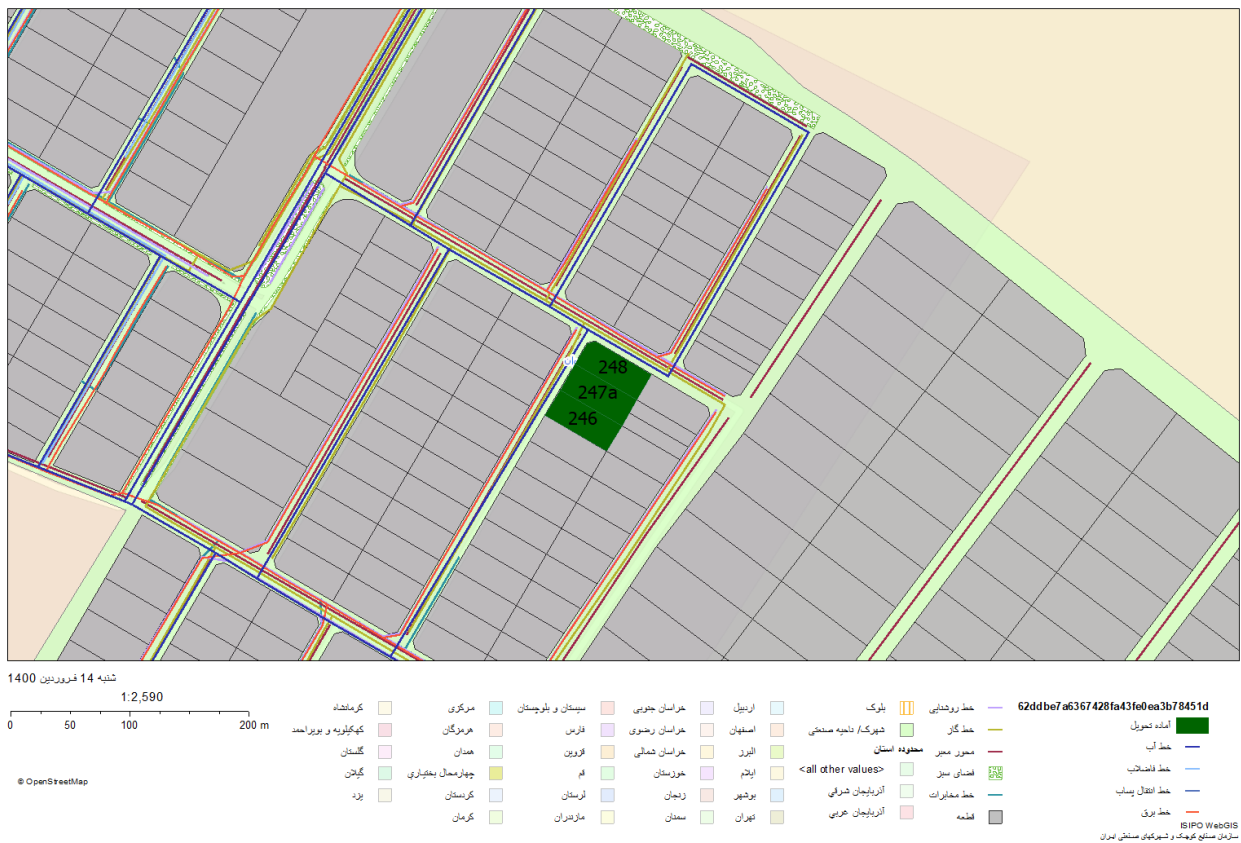 248
247a
246
شنبه 14 فروردین 1400
1:2,590
0 50 100 200 m
© OpenStreetMap
62ddbe7a6367428fa43fe0ea3b78451d
آماده تحویل
خط آب
خط فاضلاب
خط انتقال پساب
خط برق
خط روشنایی
خط گاز
محور معبر
فضای سبز
خط مخابرات
قطعه
بلوک
شهرک/ ناحیه صنعتی
محدوده استان
<all other values>
آذربایجان شرقی
آذربایجان غربی
اردبیل
اصفهان
البرز
ایلام
بوشهر
تهران
خراسان جنوبی
خراسان رضوی
خراسان شمالی
خوزستان
زنجان
سمنان
سیستان و بلوچستان
فارس
قزوین
قم
لرستان
مازندران
مرکزی
هرمزگان
همدان
چهارمحال بختیاری
کردستان
کرمان
کرمانشاه
کهکیلویه و بویراحمد
گلستان
گیلان
یزد
ISIPO WebGIS
سازمان صنایع کوچک و شهرکهای صنعتی ایران